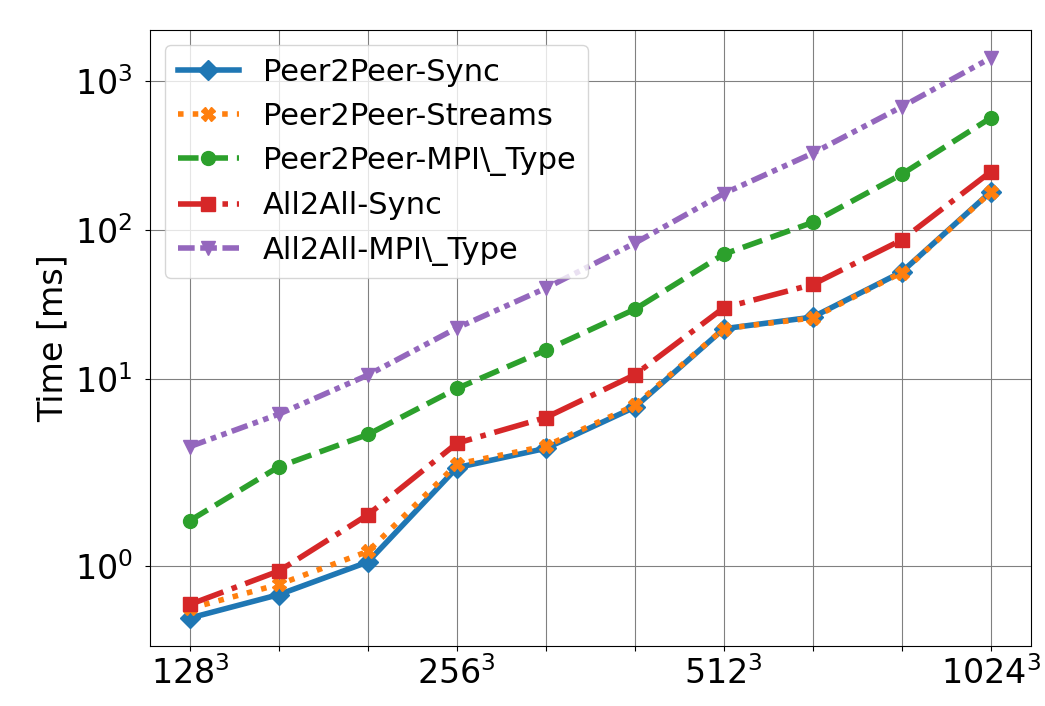 10³
10²
10¹
10⁰
Time [ms]
Peer2Peer-Sync
Peer2Peer-Streams
Peer2Peer-MPI\_Type
All2All-Sync
All2All-MPI\_Type
128³ 256³ 512³ 1024³